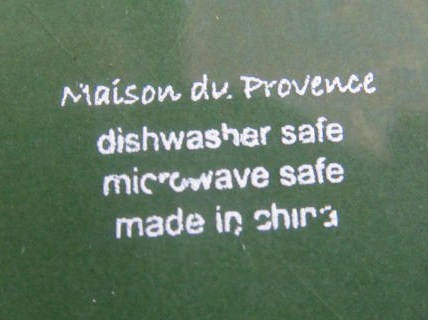 Maison du Provence
dishwasher safe
microwave safe
made in china